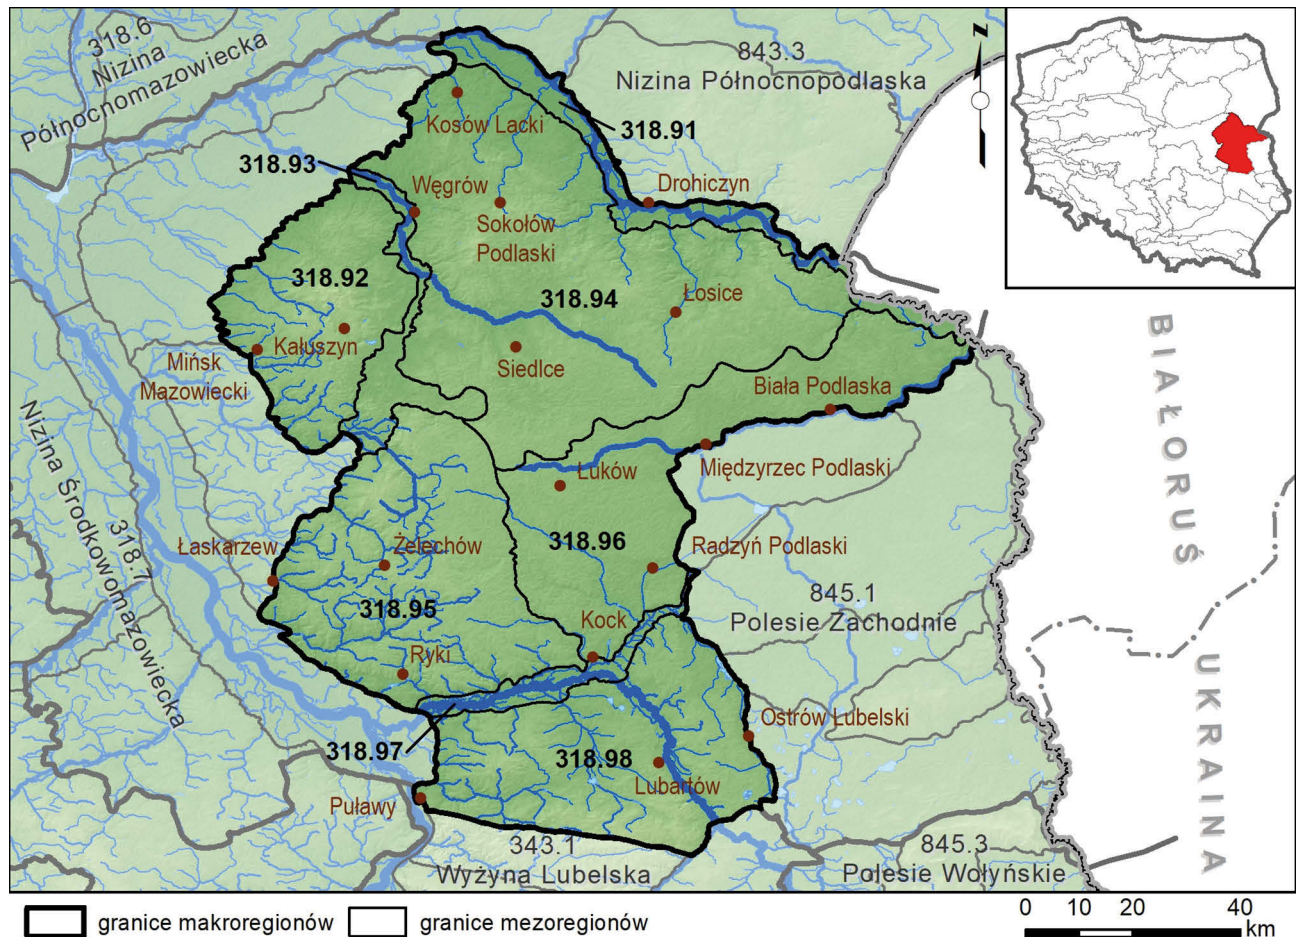 318.6
Nizina
Północnomazowiecka
843.3
Nizina Północnopodlaska
N
Kosów Lacki
318.91
318.93
Węgrów
Drohiczyn
Sokołów
Podlaski
318.92
318.94
Łosice
Kałuszyn
Mińsk
Mazowiecki
Siedlce
Biała Podlaska
BIAŁORUŚ
Nizina Środkowomazowiecka
318.7
Łuków
Międzyrzec Podlaski
Łaskarzew
Żelechów
318.96
Radzyń Podlaski
318.95
845.1
Polesie Zachodnie
Kock
Ryki
UKRAINA
Ostrów Lubelski
318.97
318.98
Lubartów
Puławy
343.1
Wyżyna Lubelska
845.3
Polesie Wołyńskie
granice makroregionów
granice mezoregionów
0 10 20 40
km